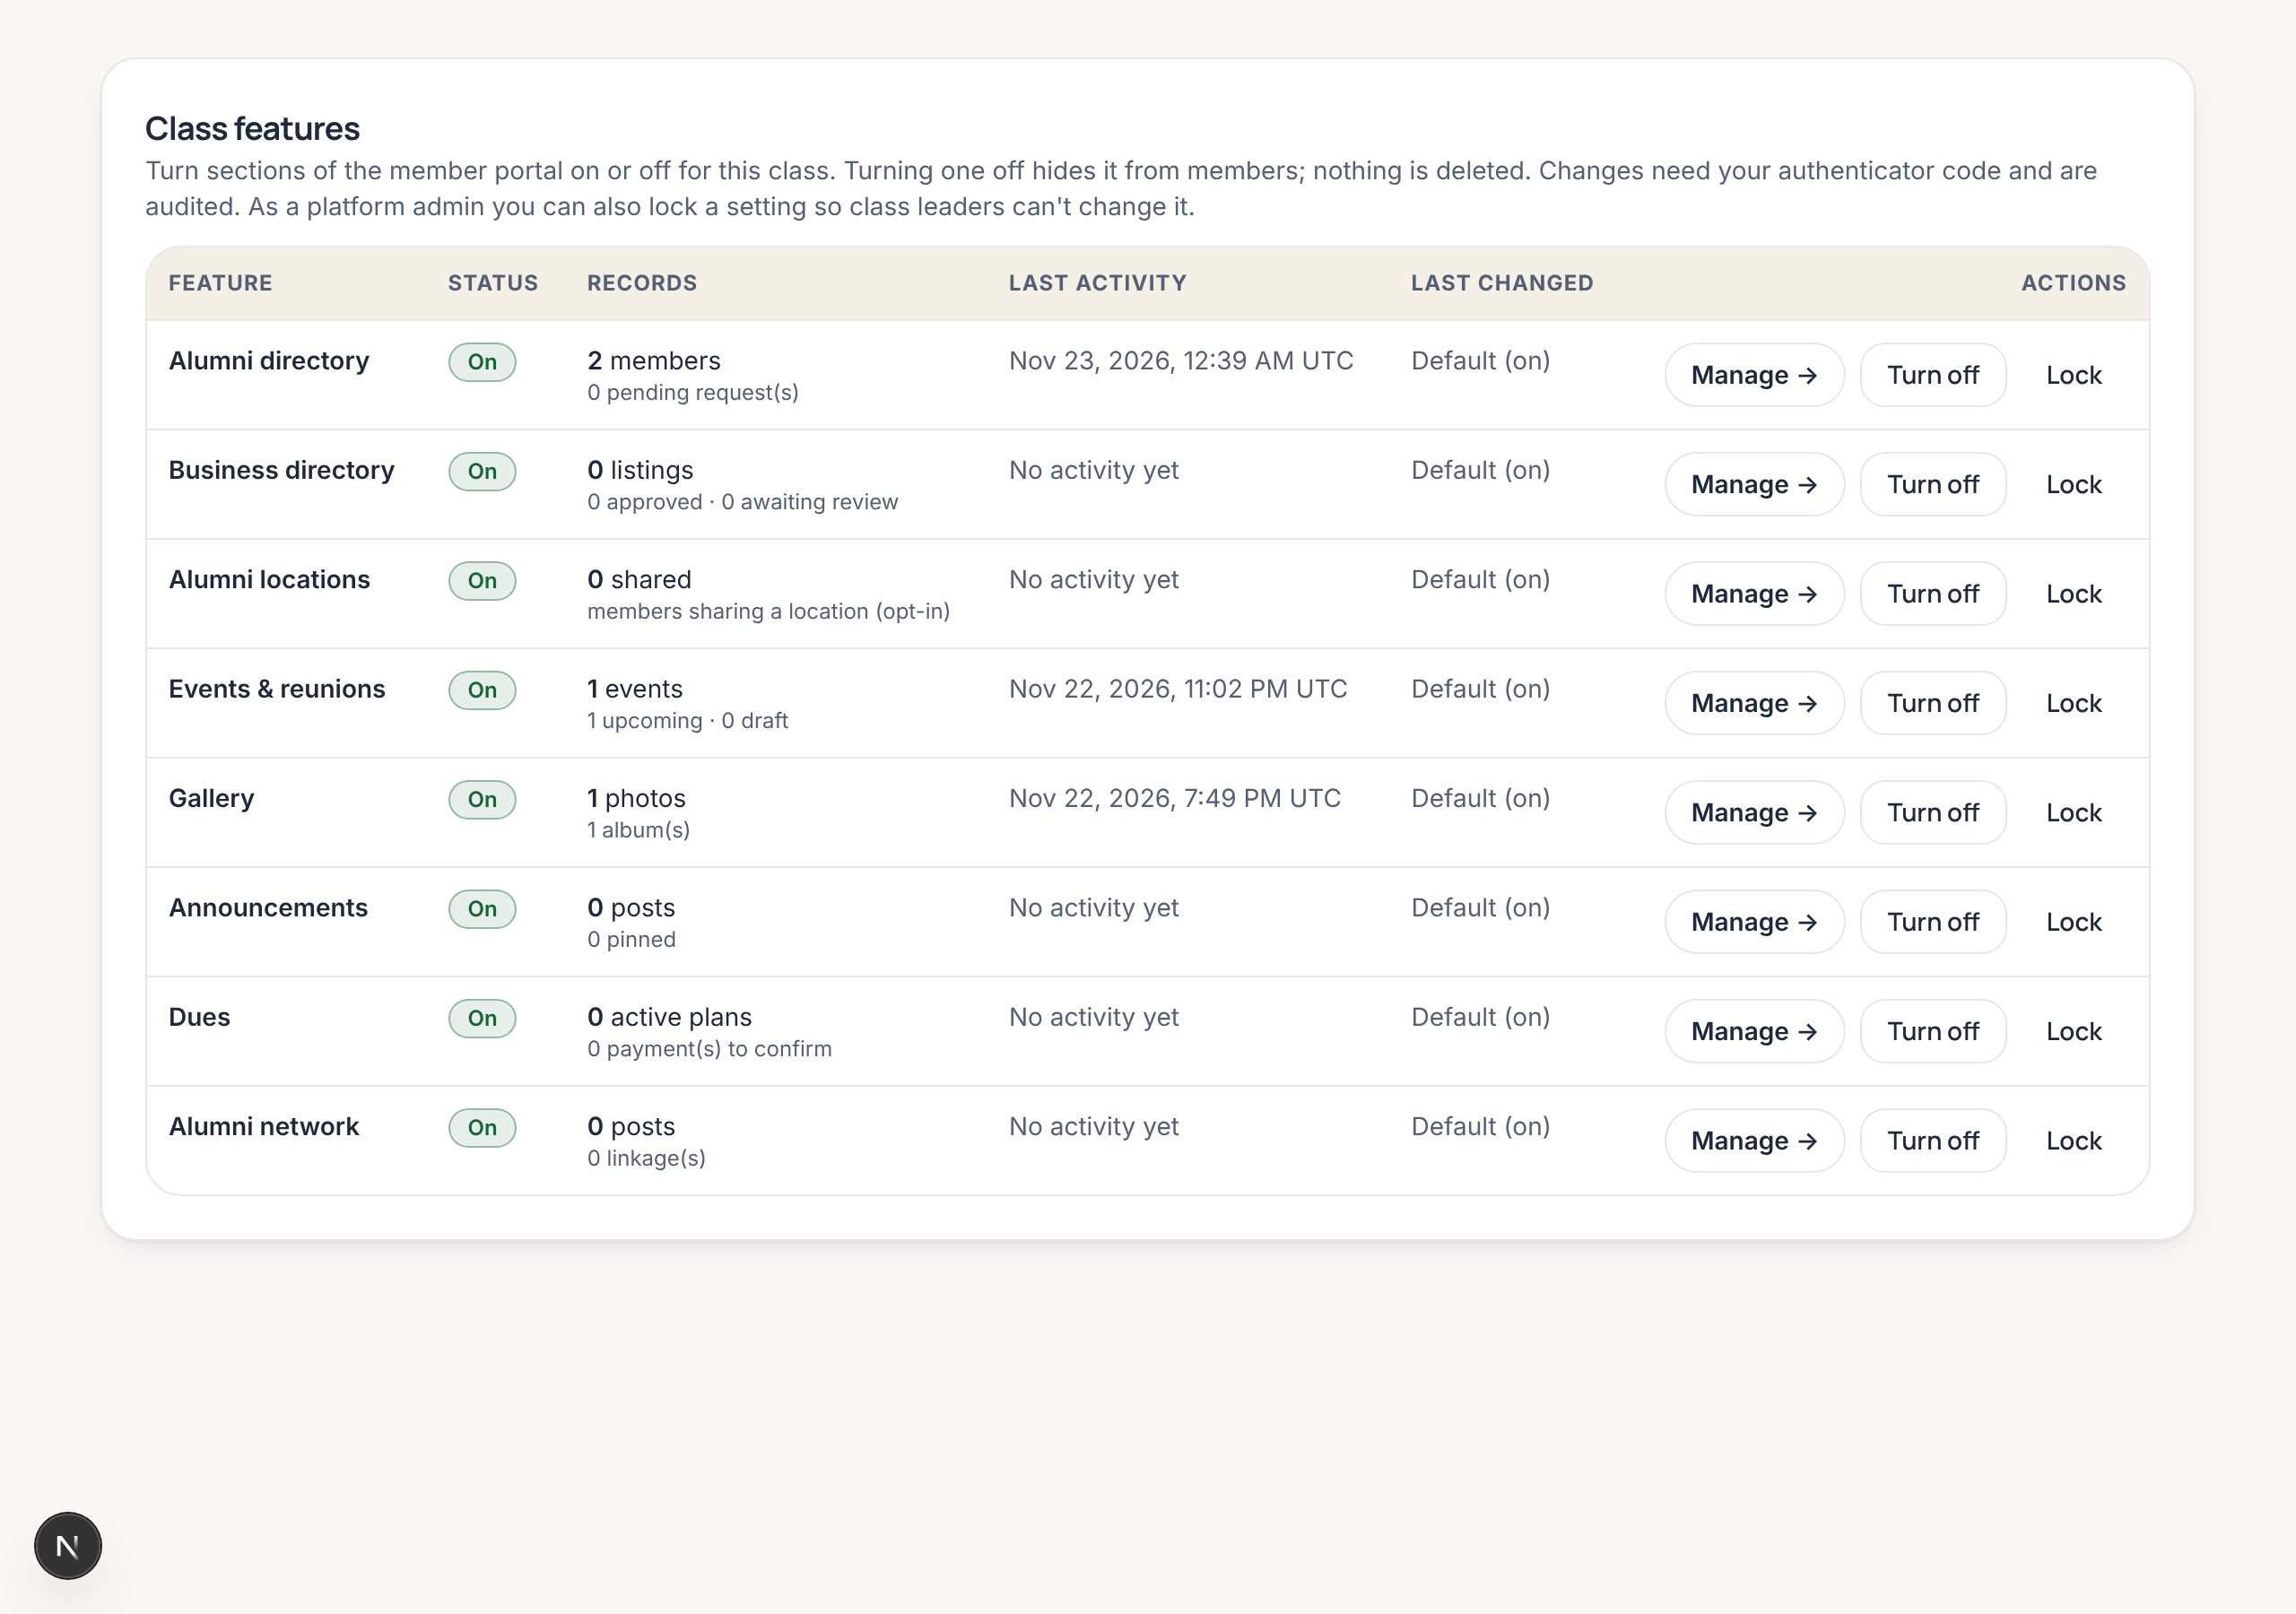 Class features
Turn sections of the member portal on or off for this class. Turning one off hides it from members; nothing is deleted. Changes need your authenticator code and are
audited. As a platform admin you can also lock a setting so class leaders can't change it.
FEATURE STATUS RECORDS LAST ACTIVITY LAST CHANGED ACTIONS
Alumni directory On 2 members Nov 23, 2026, 12:39 AM UTC Default (on) Manage → Turn off Lock
0 pending request(s)
Business directory On 0 listings No activity yet Default (on) Manage → Turn off Lock
0 approved · 0 awaiting review
Alumni locations On 0 shared No activity yet Default (on) Manage → Turn off Lock
members sharing a location (opt-in)
Events & reunions On 1 events Nov 22, 2026, 11:02 PM UTC Default (on) Manage → Turn off Lock
1 upcoming · 0 draft
Gallery On 1 photos Nov 22, 2026, 7:49 PM UTC Default (on) Manage → Turn off Lock
1 album(s)
Announcements On 0 posts No activity yet Default (on) Manage → Turn off Lock
0 pinned
Dues On 0 active plans No activity yet Default (on) Manage → Turn off Lock
0 payment(s) to confirm
Alumni network On 0 posts No activity yet Default (on) Manage → Turn off Lock
0 linkage(s)
N